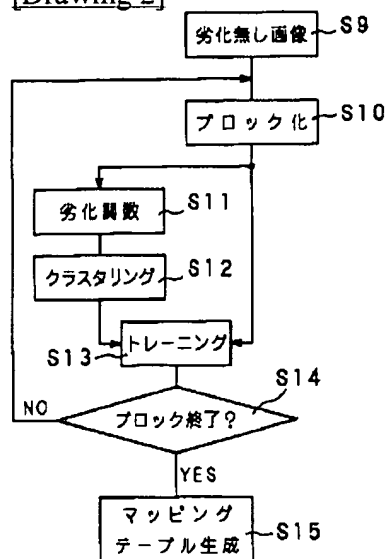 [Drawing 2]
劣化無し画像
S9
ブロック化
S10
劣化関数
S11
クラスタリング
S12
トレーニング
S13
S14
ブロック終了?
NO
YES
マッピング
テーブル生成
S15